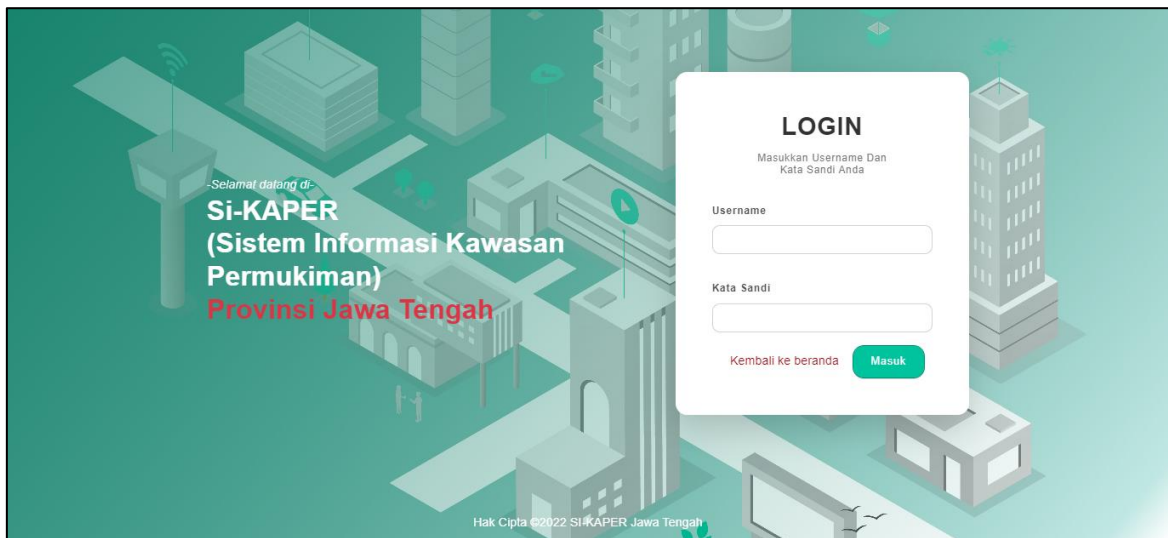 -Selamat datang di-
Si-KAPER
(Sistem Informasi Kawasan
Permukiman)
Provinsi Jawa Tengah
LOGIN
Masukkan Username Dan
Kata Sandi Anda
Username
Kata Sandi
Kembali ke beranda
Masuk
Hak Cipta ©2022 SI-KAPER Jawa Tengah